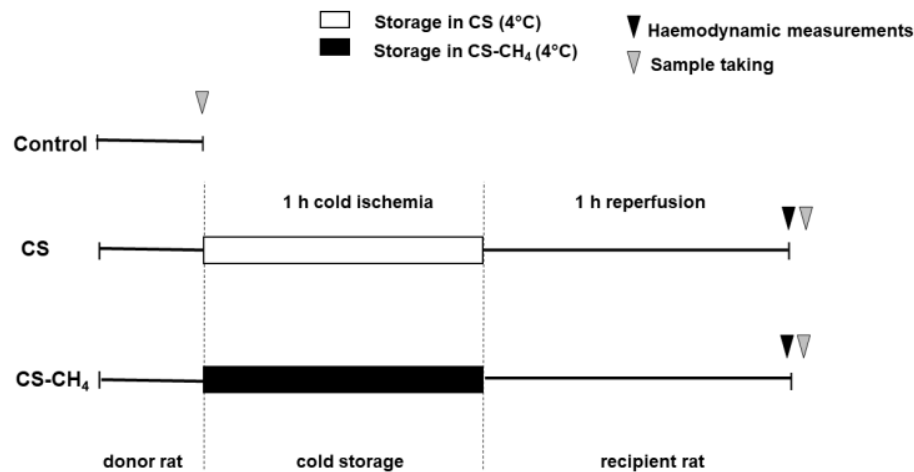 Storage in CS (4°C)
Storage in CS-CH₄ (4°C)
Haemodynamic measurements
Sample taking
Control
1 h cold ischemia
1 h reperfusion
CS
CS-CH₄
donor rat
cold storage
recipient rat